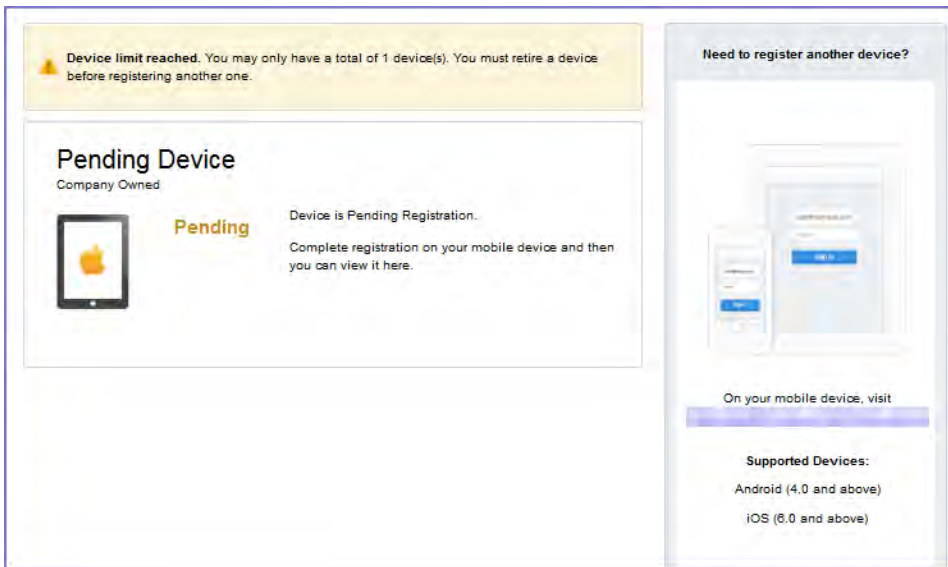 Device limit reached. You may only have a total of 1 device(s). You must retire a device
before registering another one.
Pending Device
Company Owned
Pending
Device is Pending Registration.
Complete registration on your mobile device and then
you can view it here.
Need to register another device?
On your mobile device, visit
Supported Devices:
Android (4.0 and above)
iOS (6.0 and above)